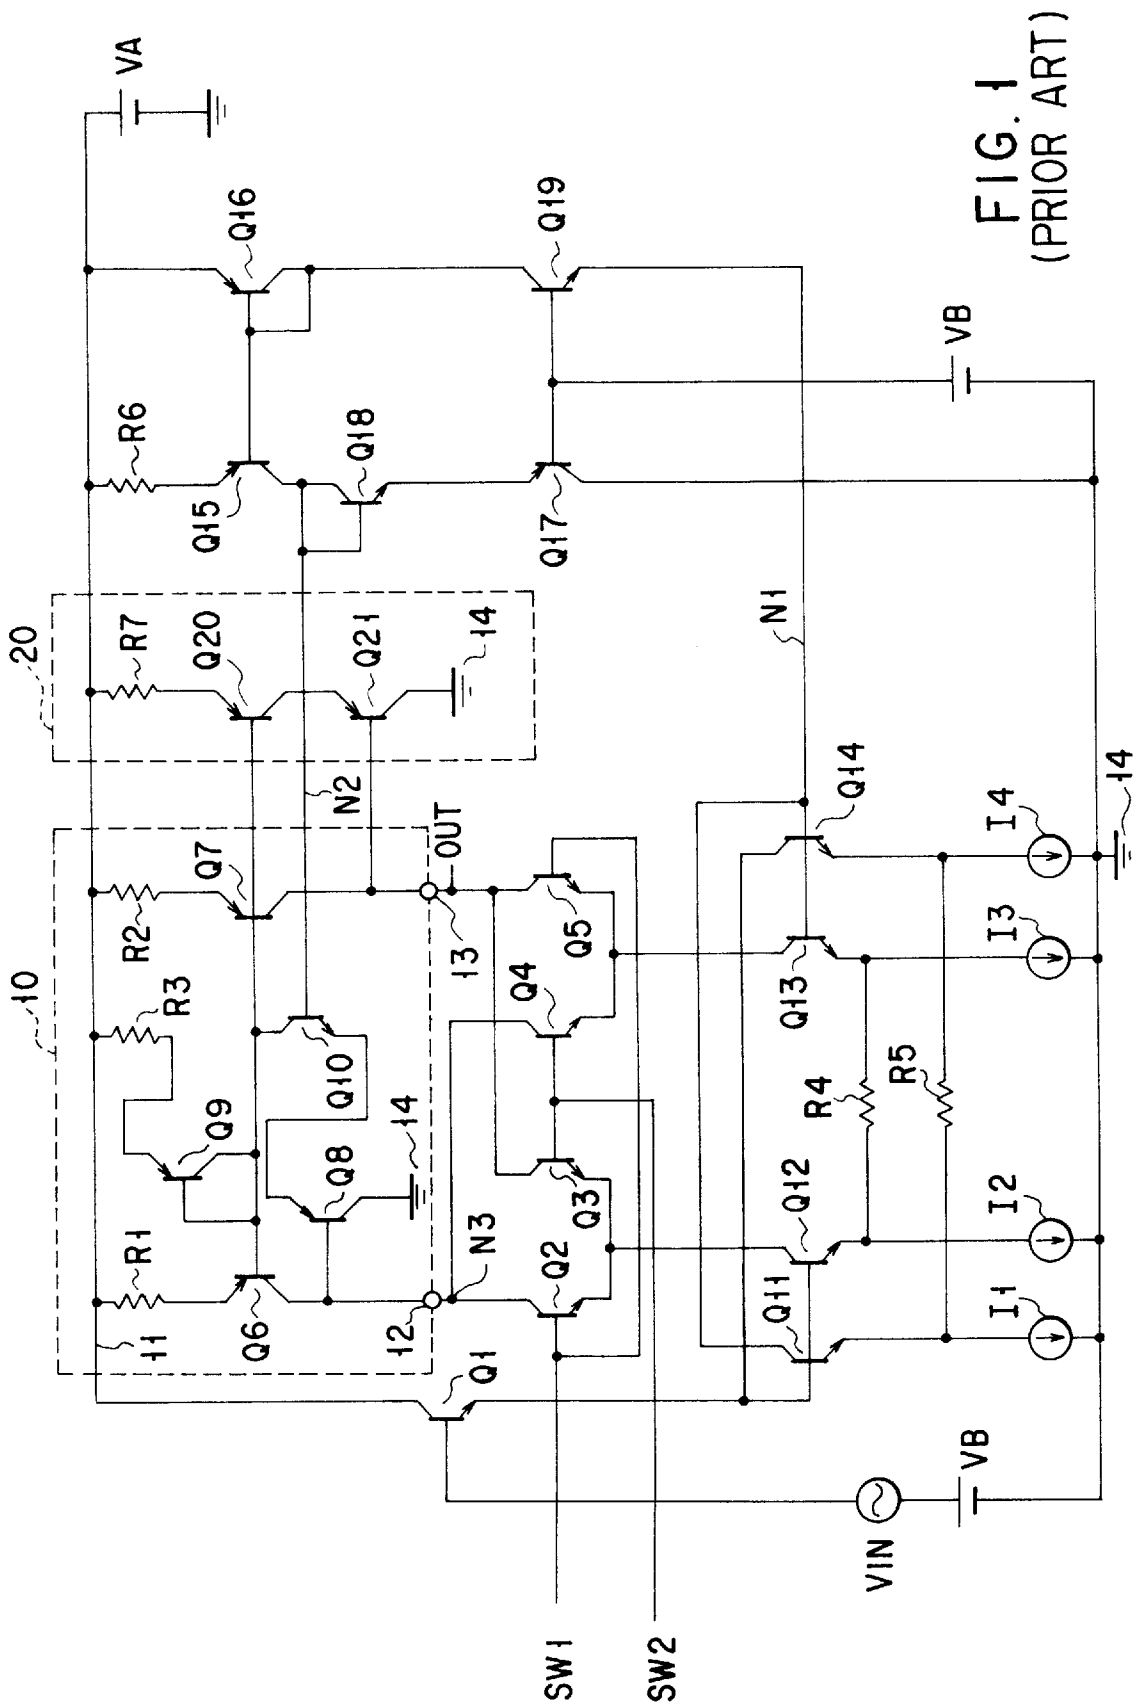 VA
10
20
11
R1
R3
R2
R7
R6
Q9
Q6
Q7
Q20
Q15
Q16
Q8
Q10
N2
Q21
Q18
14
14
12
N3
13
OUT
Q1
Q2
Q3
Q4
Q5
Q17
Q19
SW1
SW2
N1
Q11
Q12
Q13
Q14
R4
R5
VIN
VB
I1
I2
I3
I4
VB
14
FIG. 1
(PRIOR ART)